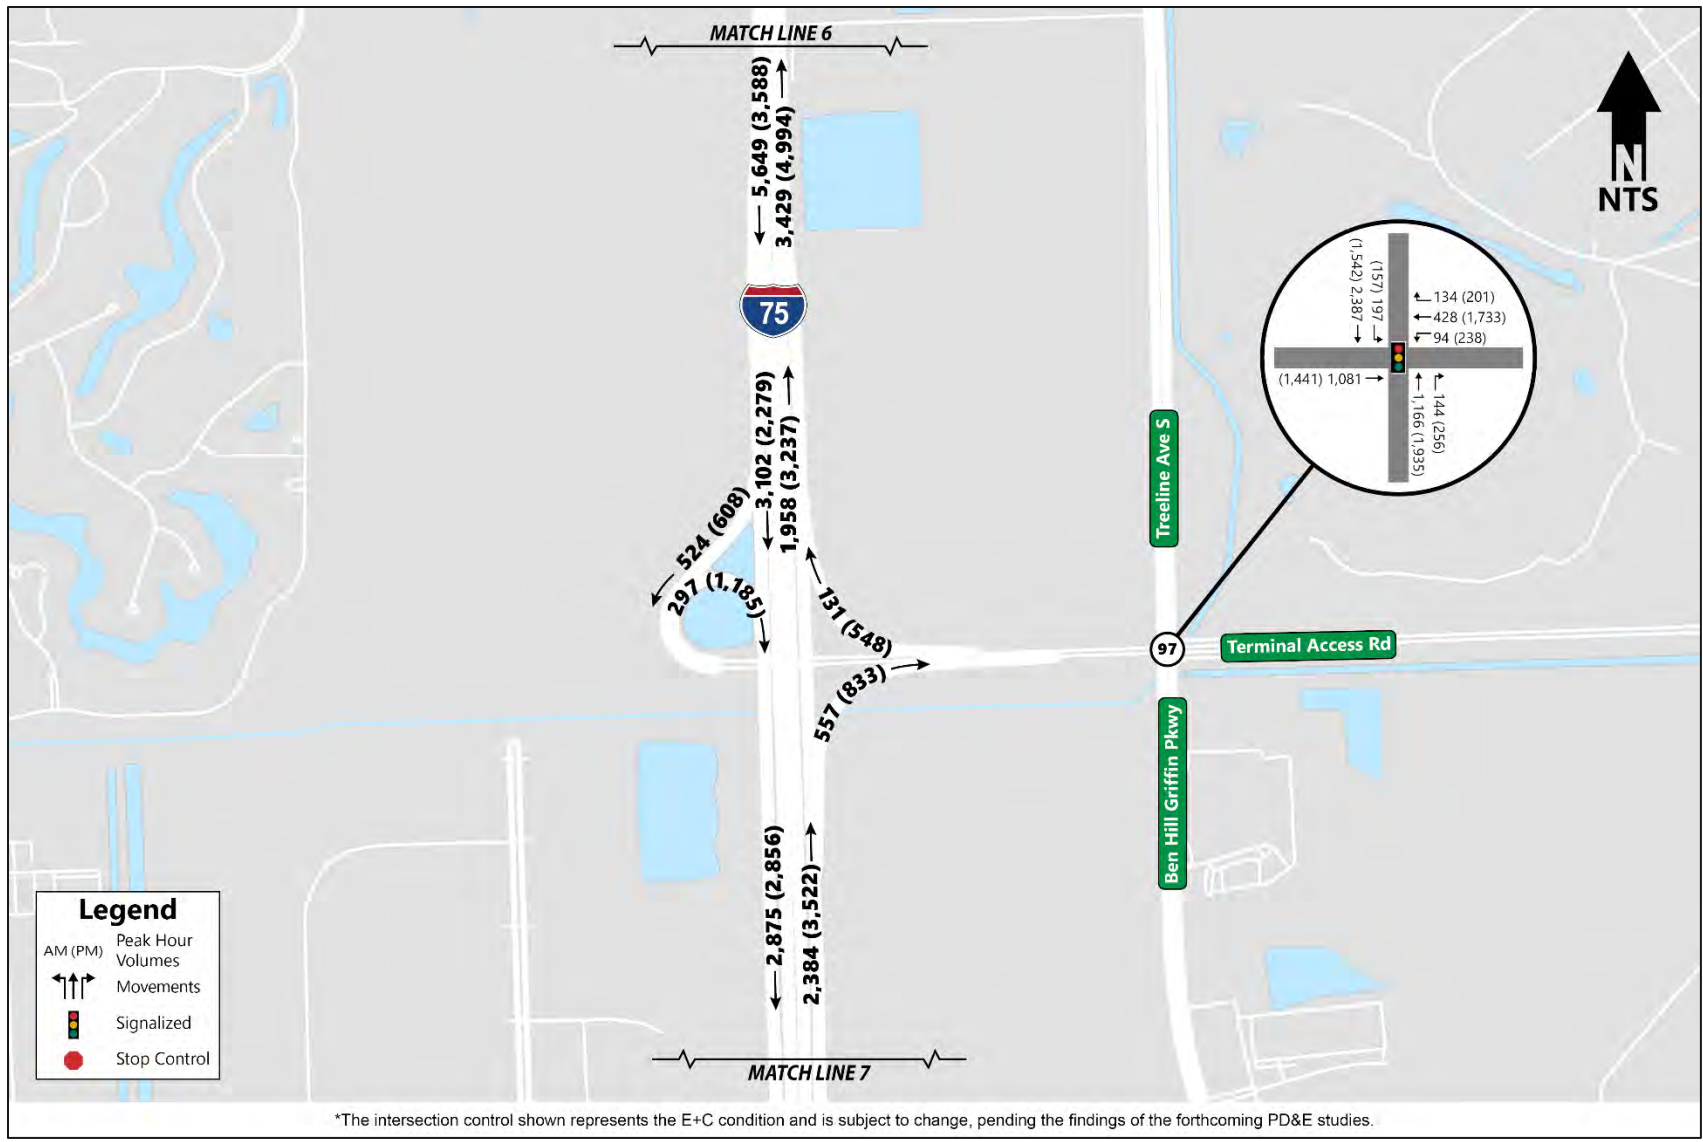 MATCH LINE 6
5,649 (3,588)
3,429 (4,994)
N
NTS
75
(1,542) 2,387
(157) 197
134 (201)
428 (1,733)
94 (238)
(1,441) 1,081
1,166 (1,935)
144 (256)
3,102 (2,279)
1,958 (3,237)
Treeline Ave S
524 (608)
297 (1,185)
131 (548)
557 (833)
97
Terminal Access Rd
Ben Hill Griffin Pkwy
2,875 (2,856)
2,384 (3,522)
Legend
AM (PM) Peak Hour
Volumes
Movements
Signalized
Stop Control
MATCH LINE 7
*The intersection control shown represents the E+C condition and is subject to change, pending the findings of the forthcoming PD&E studies.